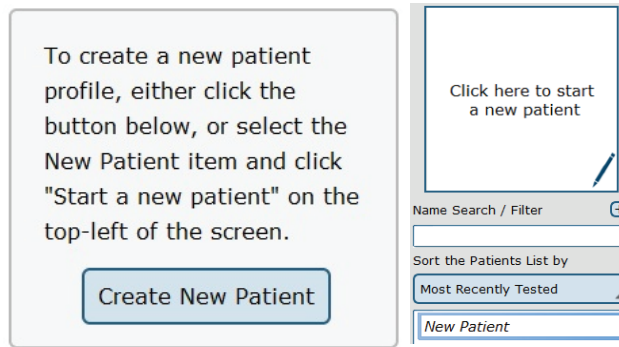 To create a new patient
profile, either click the
button below, or select the
New Patient item and click
"Start a new patient" on the
top-left of the screen.
Create New Patient
Click here to start
a new patient
Name Search / Filter
Sort the Patients List by
Most Recently Tested
New Patient